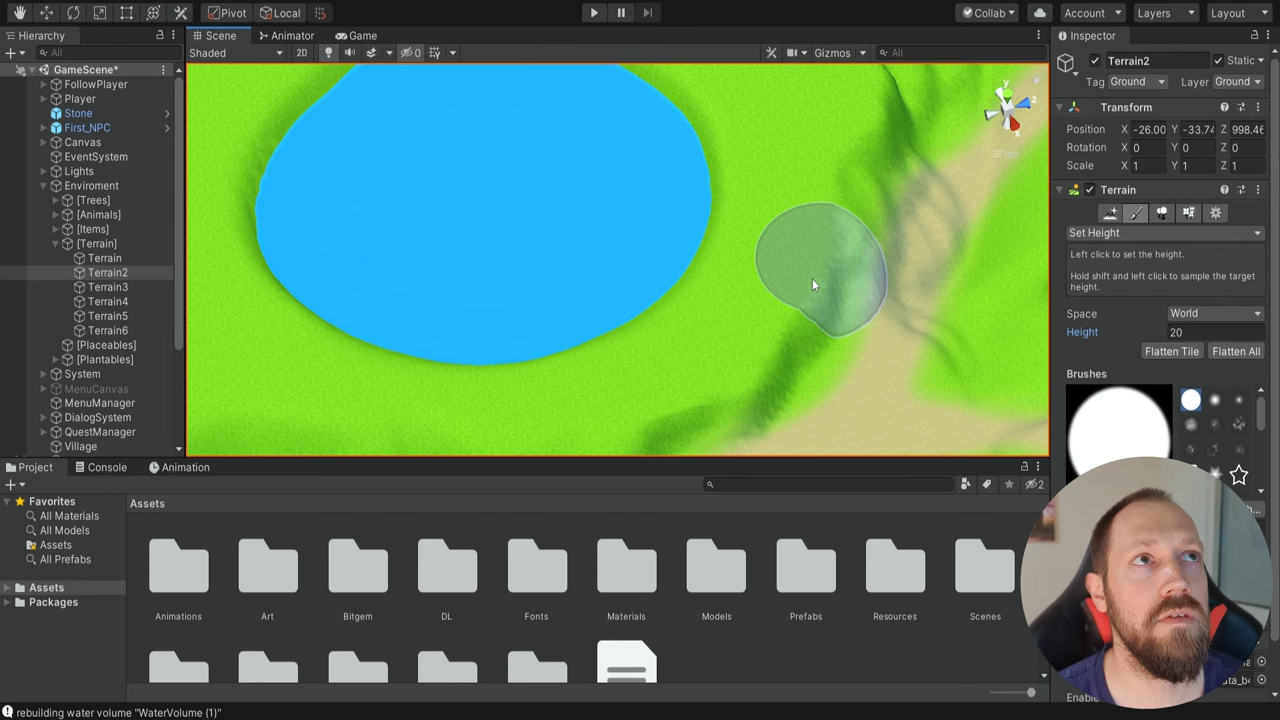 Pivot
Local
Collab
Account
Layers
Layout
Hierarchy
Scene
Animator
Game
Inspector
All
Shaded
2D
0
Gizmos
All
Terrain2
Static
Tag Ground
Layer Ground
GameScene*
FollowPlayer
Player
Stone
First_NPC
Canvas
EventSystem
Lights
Enviroment
[Trees]
[Animals]
[Items]
[Terrain]
Terrain
Terrain2
Terrain3
Terrain4
Terrain5
Terrain6
[Placeables]
[Plantables]
System
MenuCanvas
MenuManager
DialogSystem
QuestManager
Village
y
z
x
Iso
Transform
Position X -26.00 Y -33.74 Z 998.46
Rotation X 0 Y 0 Z 0
Scale X 1 Y 1 Z 1
Terrain
Set Height
Left click to set the height.
Hold shift and left click to sample the target
height.
Space World
Height 20
Flatten Tile
Flatten All
Brushes
Project
Console
Animation
2
Favorites
All Materials
All Models
Assets
All Prefabs
Assets
Packages
Assets
Animations
Art
Bitgem
DL
Fonts
Materials
Models
Prefabs
Resources
Scenes
rebuilding water volume "WaterVolume (1)"